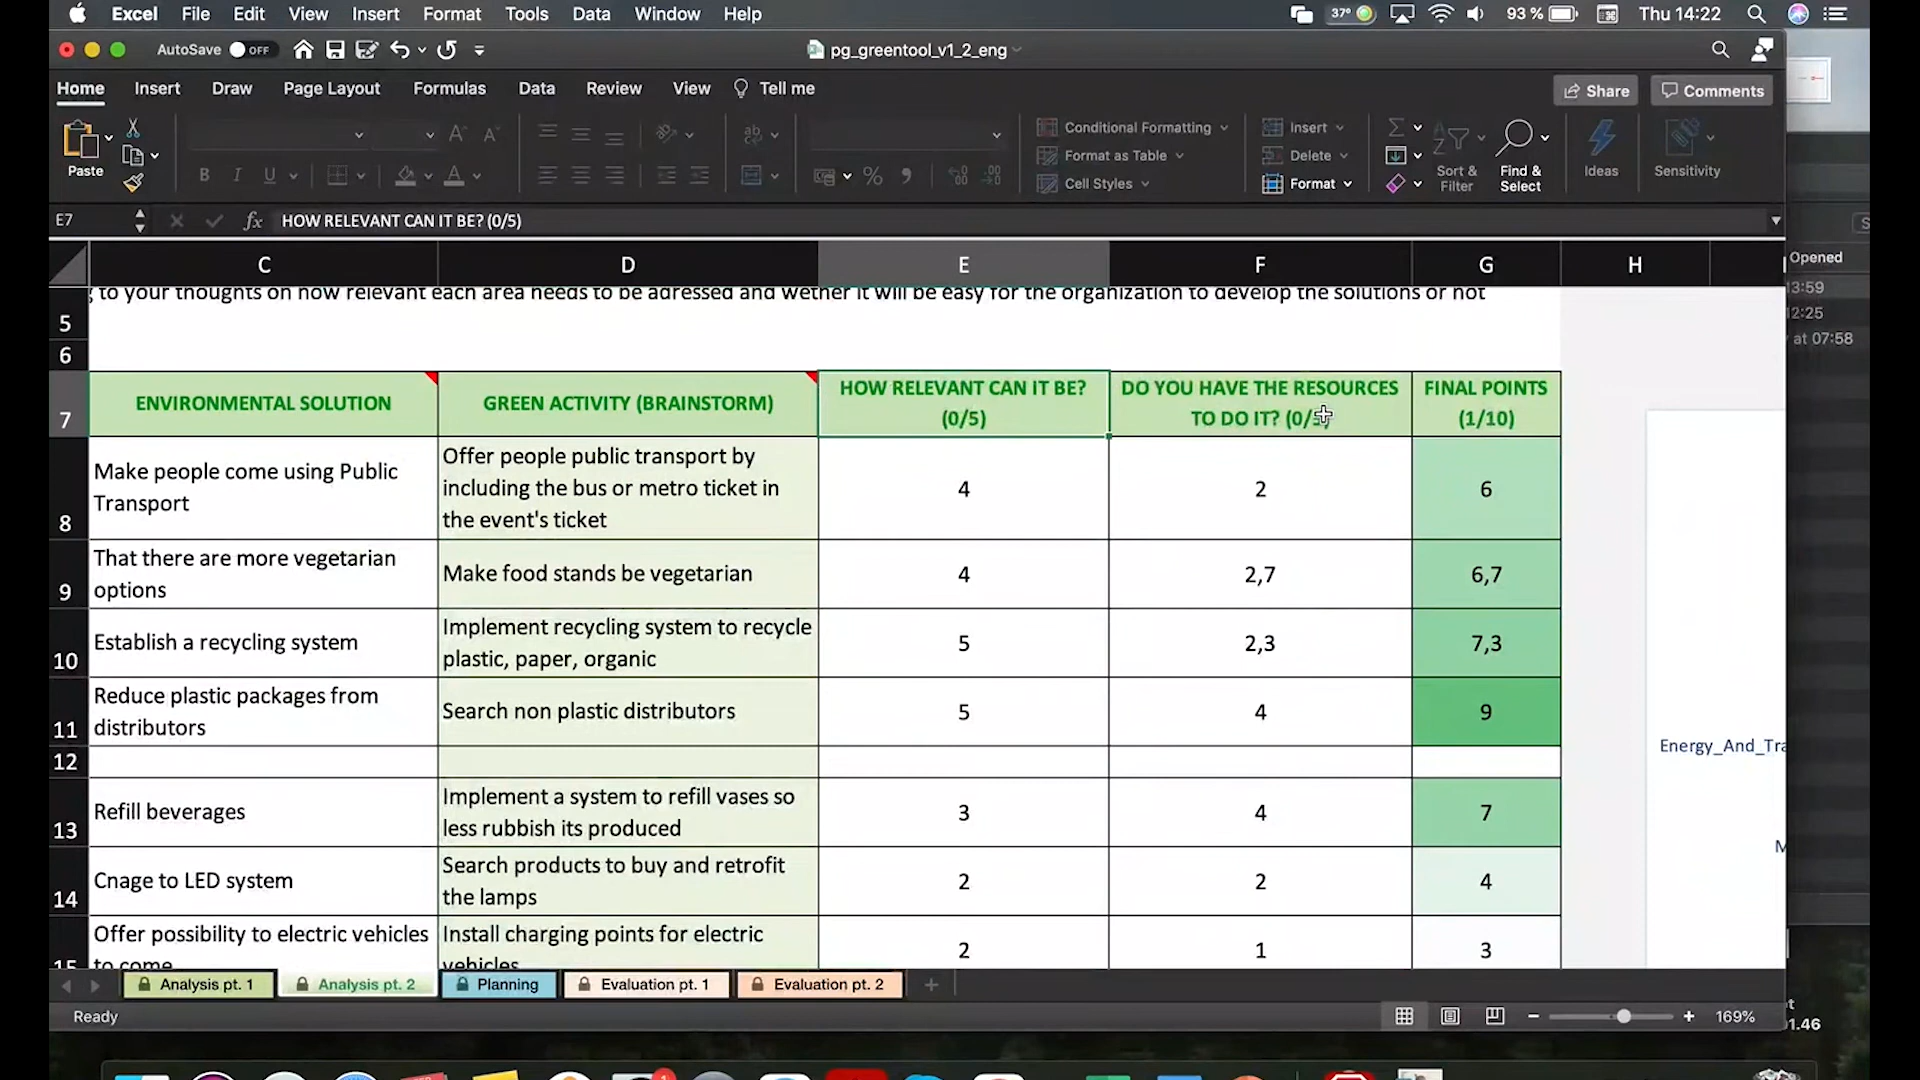 Excel File Edit View Insert Format Tools Data Window Help 37° 93 % Thu 14:22
AutoSave OFF pg_greentool_v1_2_eng
Home Insert Draw Page Layout Formulas Data Review View Tell me Share Comments
Paste B I U A A A ab % Conditional Formatting Format as Table Cell Styles Insert Delete Format Sort & Filter Find & Select Ideas Sensitivity
E7 fx HOW RELEVANT CAN IT BE? (0/5)
C D E F G H
Opened
to your thoughts on how relevant each area needs to be adressed and wether it will be easy for the organization to develop the solutions or not
13:59
5
12:25
at 07:58
6
7 ENVIRONMENTAL SOLUTION GREEN ACTIVITY (BRAINSTORM) HOW RELEVANT CAN IT BE? (0/5) DO YOU HAVE THE RESOURCES TO DO IT? (0/5) FINAL POINTS (1/10)
8 Make people come using Public Transport Offer people public transport by including the bus or metro ticket in the event's ticket 4 2 6
9 That there are more vegetarian options Make food stands be vegetarian 4 2,7 6,7
10 Establish a recycling system Implement recycling system to recycle plastic, paper, organic 5 2,3 7,3
11 Reduce plastic packages from distributors Search non plastic distributors 5 4 9
Energy_And_Tra
12
13 Refill beverages Implement a system to refill vases so less rubbish its produced 3 4 7
M
14 Cnage to LED system Search products to buy and retrofit the lamps 2 2 4
15 Offer possibility to electric vehicles to come Install charging points for electric vehicles 2 1 3
Analysis pt. 1 Analysis pt. 2 Planning Evaluation pt. 1 Evaluation pt. 2
Ready 169%
01.46